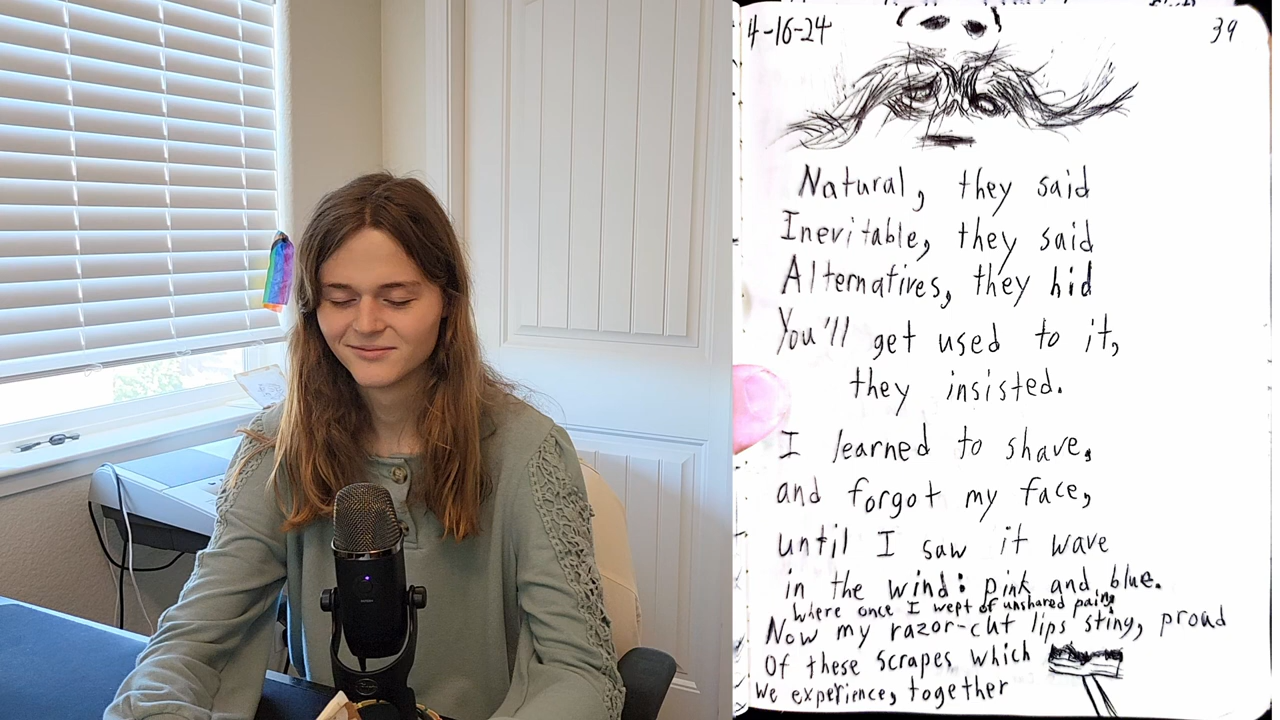 4-16-24
39
Natural, they said
Inevitable, they said
Alternatives, they hid
You'll get used to it,
they insisted.
I learned to shave,
and forgot my face,
until I saw it wave
in the wind: pink and blue.
Where once I wept of unshared pains
Now my razor-cut lips sting, proud
Of these scrapes which
we experience, together